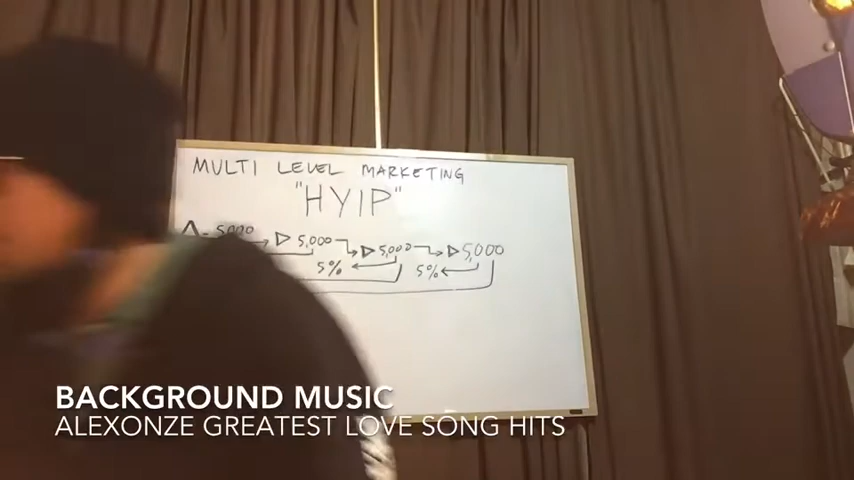 MULTI LEVEL MARKETING
"HYIP"
5000 5,000 5,000 5,000
5% 5%
BACKGROUND MUSIC
ALEXONZE GREATEST LOVE SONG HITS